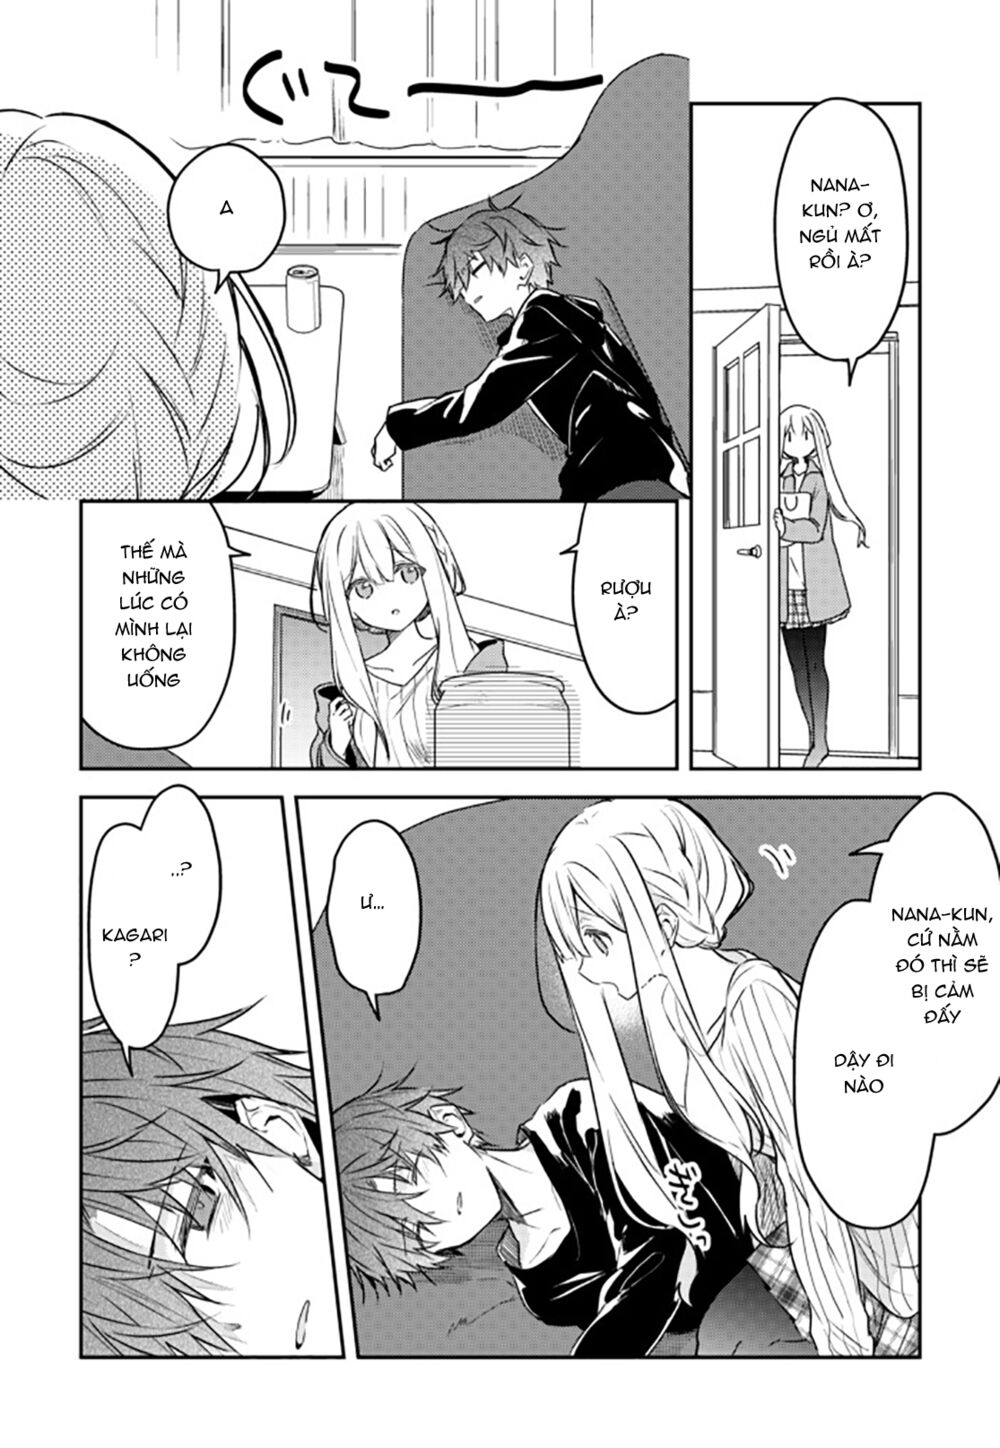 NANA-
KUN? Ơ,
NGỦ MẤT
RỒI À?
ぐて～
A
RƯỢU
À?
THẾ MÀ
NHỮNG
LÚC CÓ
MÌNH LẠI
KHÔNG
UỐNG
NANA-KUN,
CỨ NẰM
ĐÓ THÌ SẼ
BỊ CẢM
ĐẤY
DẬY ĐI
NÀO
Ư...
..?
KAGARI
?